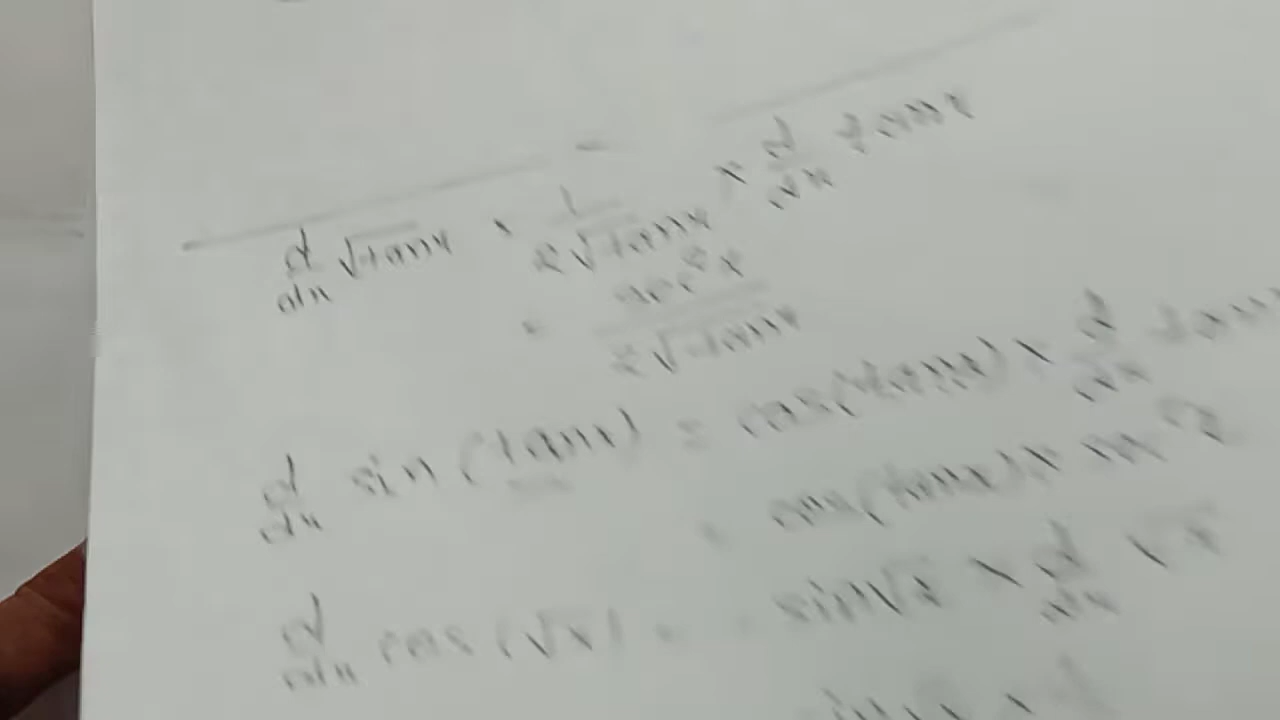 d/dx √tanx = 1/2√tanx × d/dx tanx
= sec²x/2√tanx
d/dx sin(tanx) = cos(tanx) × d/dx tanx
= cos(tanx) × sec²x
d/dx cos(√x) = - sin√x × d/dx √x